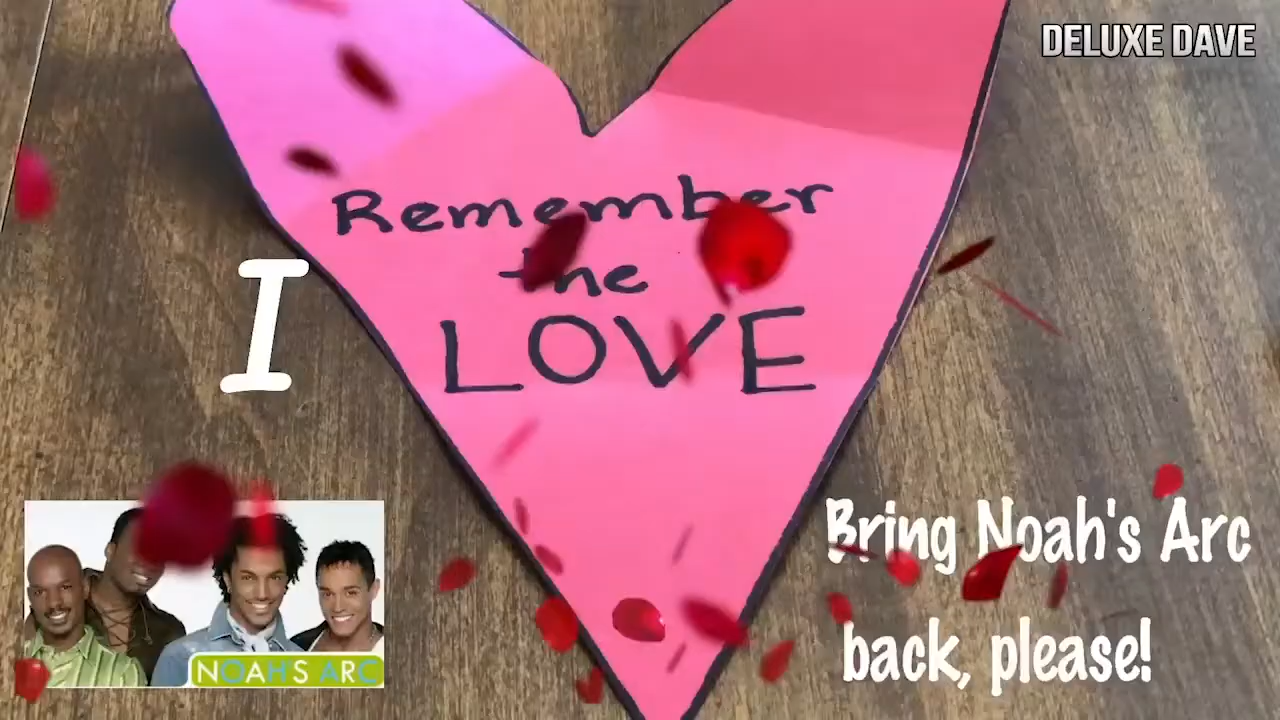 DELUXE DAVE
Remember
the
LOVE
I
Bring Noah's Arc
back, please!
NOAH'S ARC